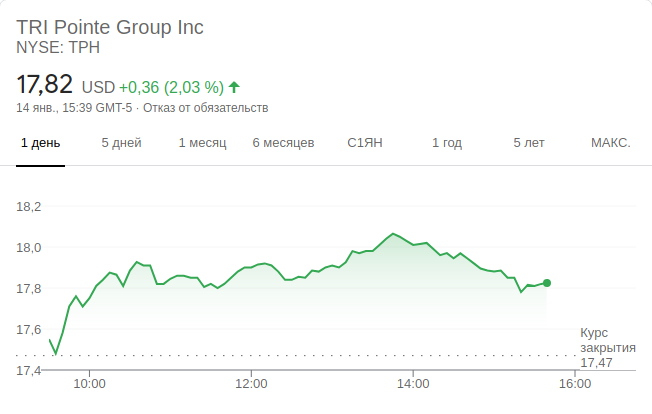 TRI Pointe Group Inc
NYSE: TPH
17,82 USD +0,36 (2,03 %)
14 янв., 15:39 GMT-5 · Отказ от обязательств
1 день 5 дней 1 месяц 6 месяцев С1ЯН 1 год 5 лет МАКС.
18,2
18,0
17,8
17,6
17,4
Курс
закрытия
17,47
10:00 12:00 14:00 16:00